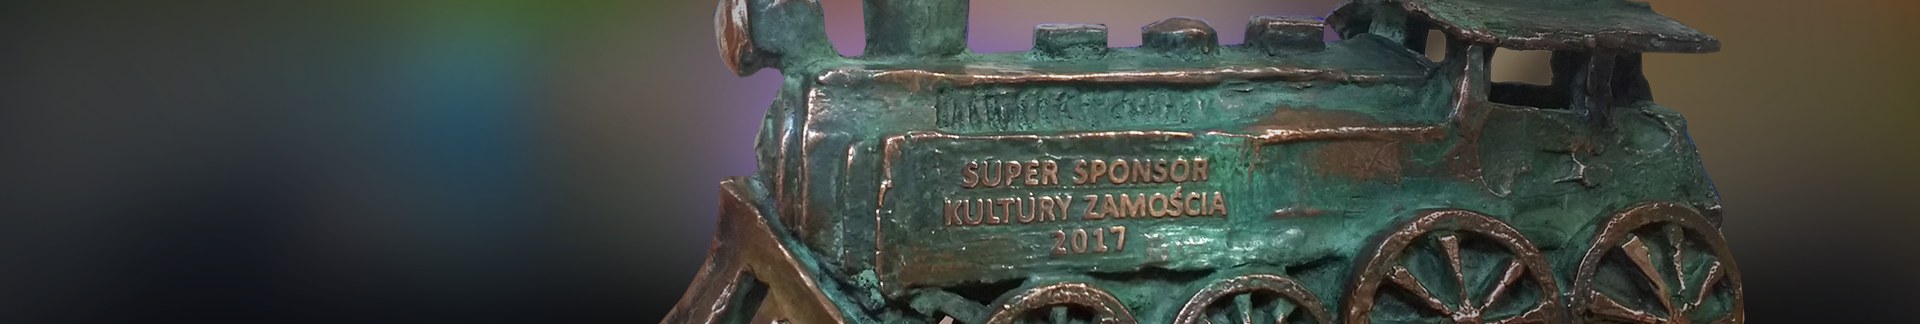 SUPER SPONSOR
KULTURY ZAMOŚCIA
2017